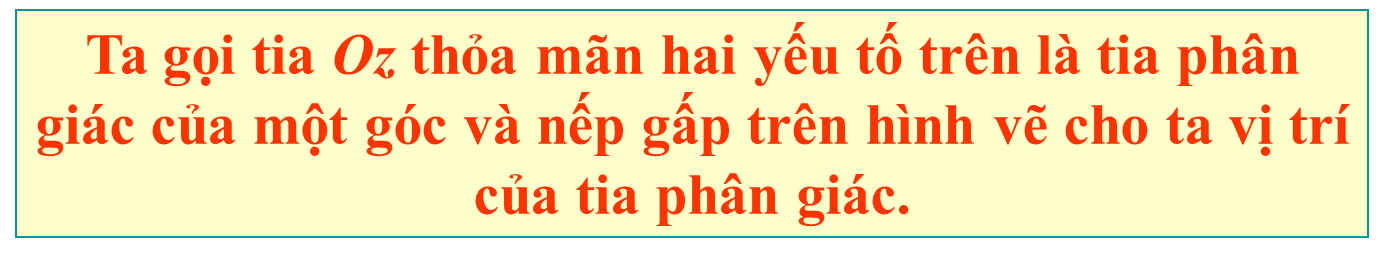 Ta gọi tia Oz thỏa mãn hai yếu tố trên là tia phân
giác của một góc và nếp gấp trên hình vẽ cho ta vị trí
của tia phân giác.